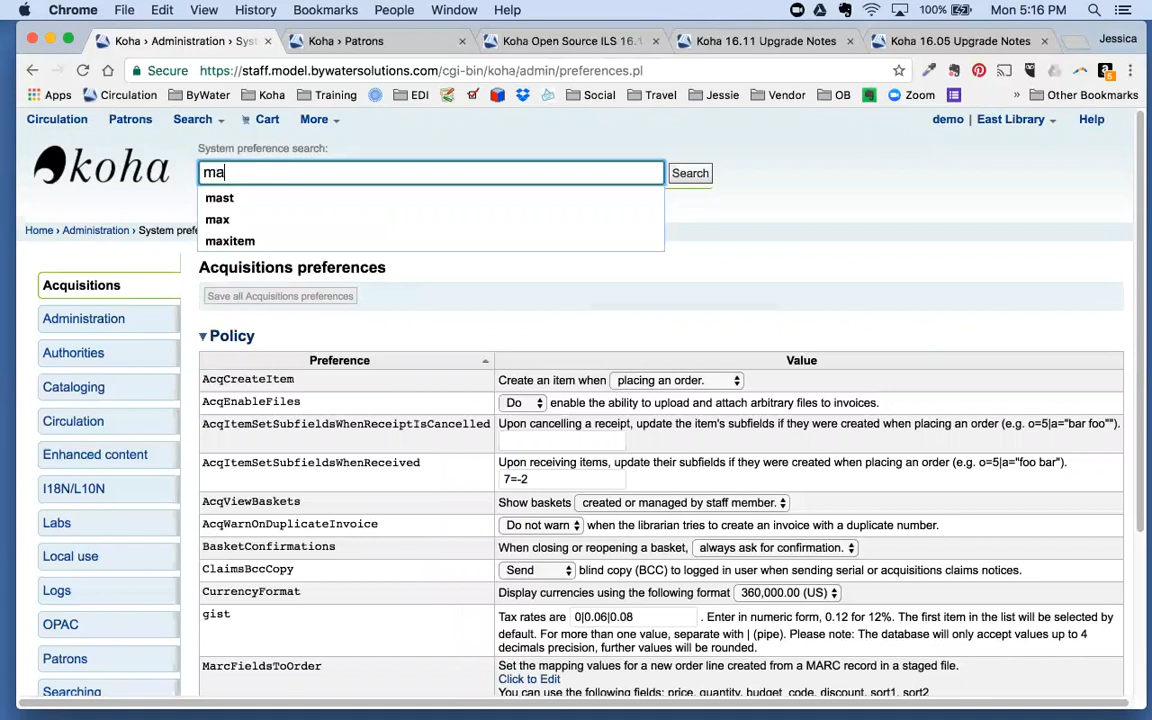 Chrome File Edit View History Bookmarks People Window Help 100% Mon 5:16 PM
Koha › Administration › Sys × Koha › Patrons × Koha Open Source ILS 16.1 × Koha 16.11 Upgrade Notes × Koha 16.05 Upgrade Notes × Jessica
Secure https://staff.model.bywatersolutions.com/cgi-bin/koha/admin/preferences.pl
Apps Circulation ByWater Koha Training EDI Social Travel Jessie Vendor OB Zoom » Other Bookmarks
Circulation Patrons Search Cart More demo | East Library Help
koha
System preference search:
ma Search
mast
max
maxitem
Home › Administration › System prefe
Acquisitions
Administration
Authorities
Cataloging
Circulation
Enhanced content
I18N/L10N
Labs
Local use
Logs
OPAC
Patrons
Searching
Acquisitions preferences
Save all Acquisitions preferences
Policy
Preference Value
AcqCreateItem Create an item when placing an order.
AcqEnableFiles Do enable the ability to upload and attach arbitrary files to invoices.
AcqItemSetSubfieldsWhenReceiptIsCancelled Upon cancelling a receipt, update the item's subfields if they were created when placing an order (e.g. o=5|a="bar foo"").
AcqItemSetSubfieldsWhenReceived Upon receiving items, update their subfields if they were created when placing an order (e.g. o=5|a="foo bar").
7=-2
AcqViewBaskets Show baskets created or managed by staff member.
AcqWarnOnDuplicateInvoice Do not warn when the librarian tries to create an invoice with a duplicate number.
BasketConfirmations When closing or reopening a basket, always ask for confirmation.
ClaimsBccCopy Send blind copy (BCC) to logged in user when sending serial or acquisitions claims notices.
CurrencyFormat Display currencies using the following format 360,000.00 (US)
gist Tax rates are 0|0.06|0.08 . Enter in numeric form, 0.12 for 12%. The first item in the list will be selected by
default. For more than one value, separate with | (pipe). Please note: The database will only accept values up to 4
decimals precision, further values will be rounded.
MarcFieldsToOrder Set the mapping values for a new order line created from a MARC record in a staged file.
Click to Edit
You can use the following fields: price, quantity, budget_code, discount, sort1, sort2